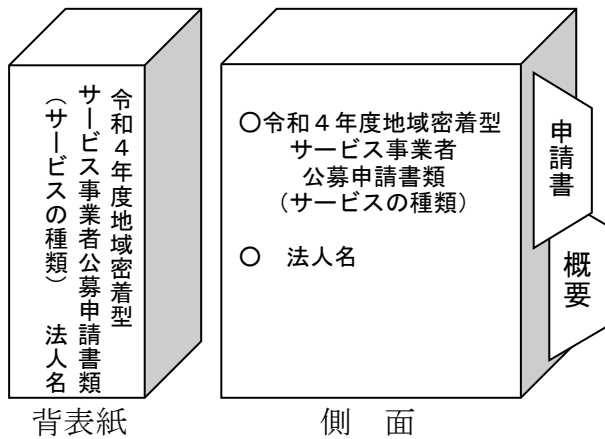 令和４年度地域密着型
サービス事業者公募申請書類
（サービスの種類）　法人名
背表紙
〇令和４年度地域密着型
サービス事業者
公募申請書類
（サービスの種類）
〇　法人名
申請書
概要
側　面